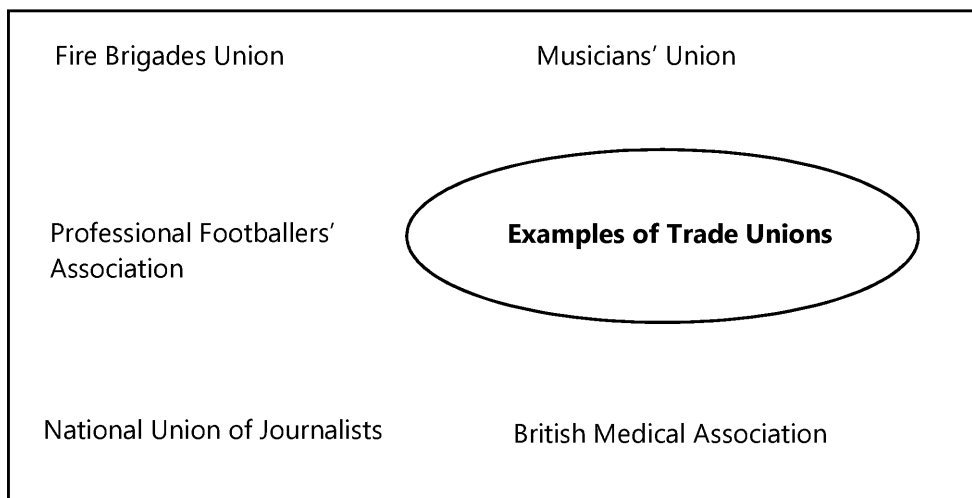 Fire Brigades Union
Musicians’ Union
Professional Footballers’
Association
Examples of Trade Unions
National Union of Journalists
British Medical Association